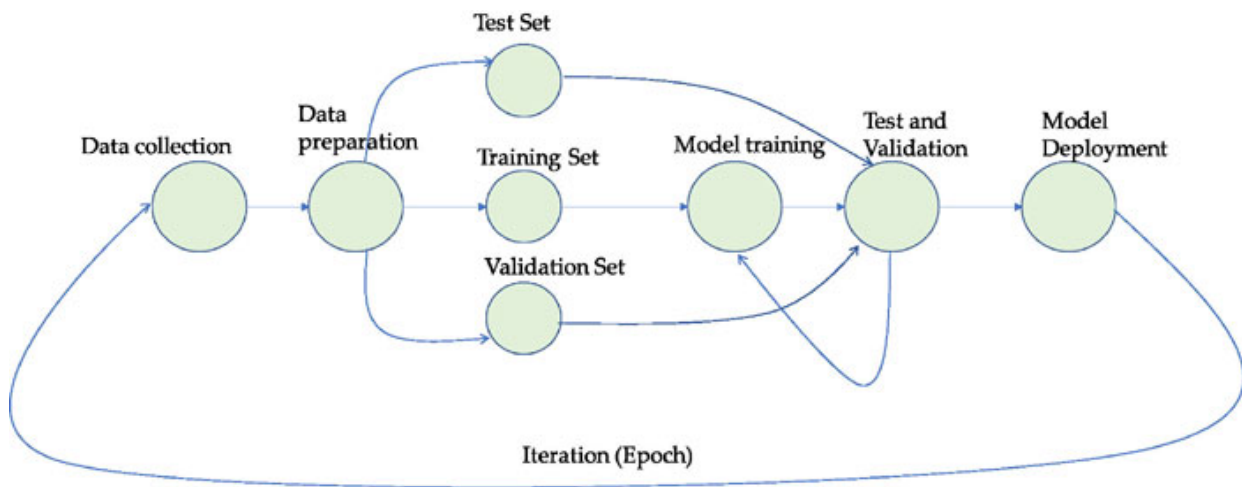 Test Set
Data
preparation
Data collection
Training Set
Model training
Test and
Validation
Model
Deployment
Validation Set
Iteration (Epoch)